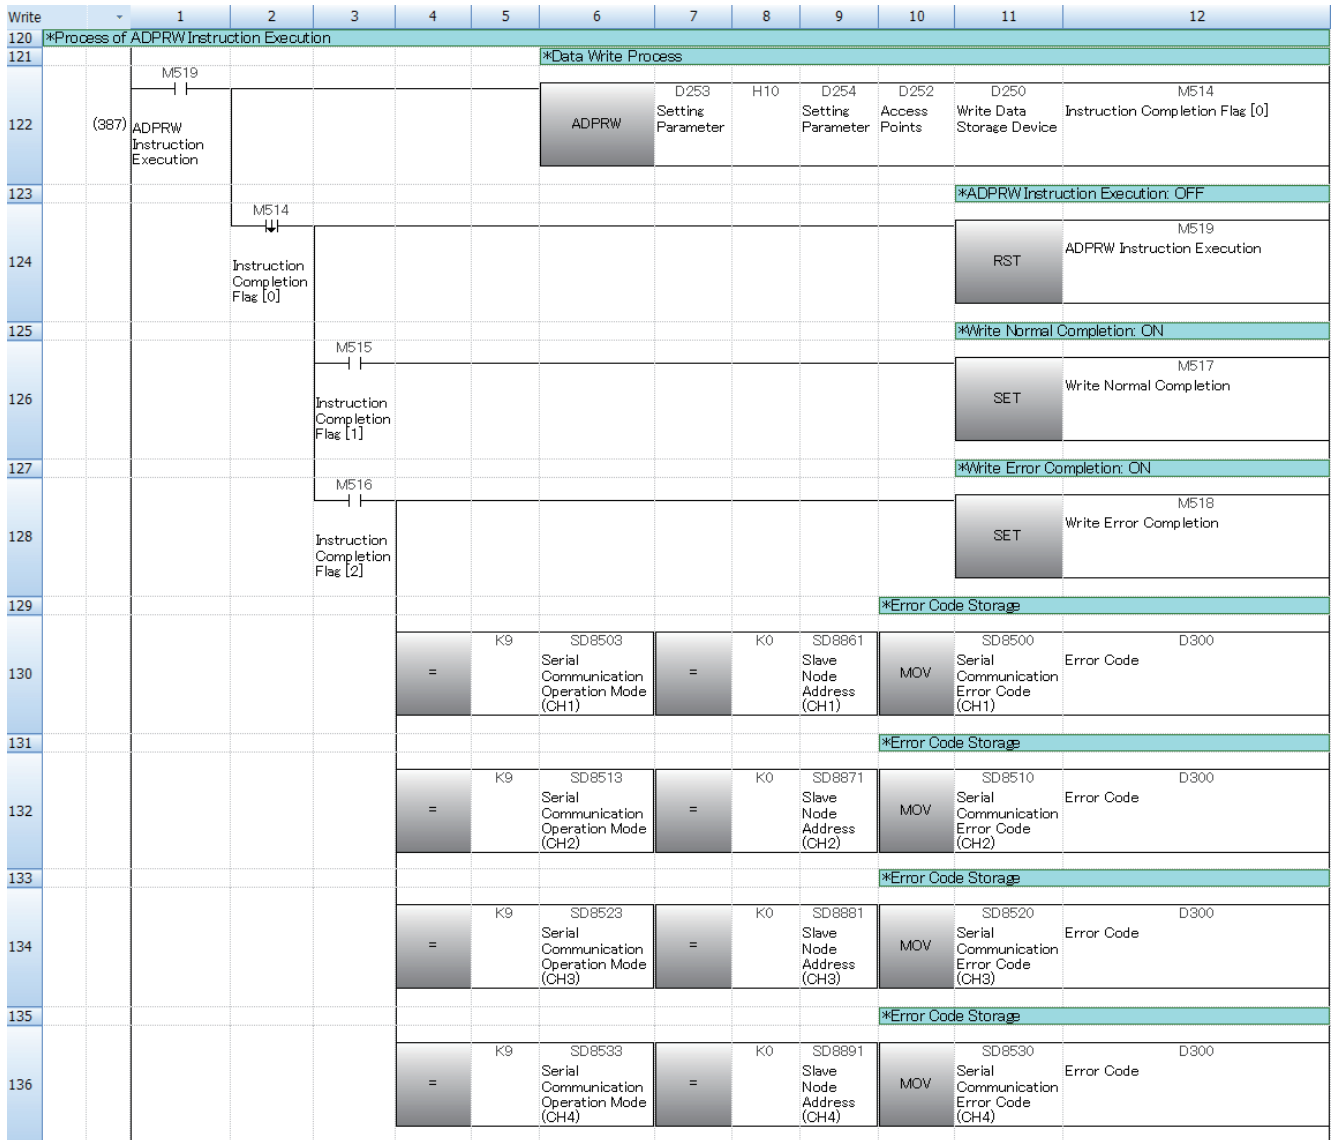 Write 1 2 3 4 5 6 7 8 9 10 11 12
120 *Process of ADPRW Instruction Execution
121 *Data Write Process
M519
D253 H10 D254 D252 D250 M514
122 (387) ADPRW Setting Setting Access Write Data Instruction Completion Flag [0]
ADPRW Parameter Parameter Points Storage Device
Instruction
Execution
123 *ADPRW Instruction Execution: OFF
M514
M519
124 RST ADPRW Instruction Execution
Instruction
Completion
Flag [0]
125 *Write Normal Completion: ON
M515
M517
126 SET Write Normal Completion
Instruction
Completion
Flag [1]
127 *Write Error Completion: ON
M516
M518
128 SET Write Error Completion
Instruction
Completion
Flag [2]
129 *Error Code Storage
K9 SD8503 K0 SD8861 SD8500 D300
Serial Slave Serial Error Code
130 = Communication = Node MOV Communication
Operation Mode Address Error Code
(CH1) (CH1) (CH1)
131 *Error Code Storage
K9 SD8513 K0 SD8871 SD8510 D300
Serial Slave Serial Error Code
132 = Communication = Node MOV Communication
Operation Mode Address Error Code
(CH2) (CH2) (CH2)
133 *Error Code Storage
K9 SD8523 K0 SD8881 SD8520 D300
Serial Slave Serial Error Code
134 = Communication = Node MOV Communication
Operation Mode Address Error Code
(CH3) (CH3) (CH3)
135 *Error Code Storage
K9 SD8533 K0 SD8891 SD8530 D300
Serial Slave Serial Error Code
136 = Communication = Node MOV Communication
Operation Mode Address Error Code
(CH4) (CH4) (CH4)